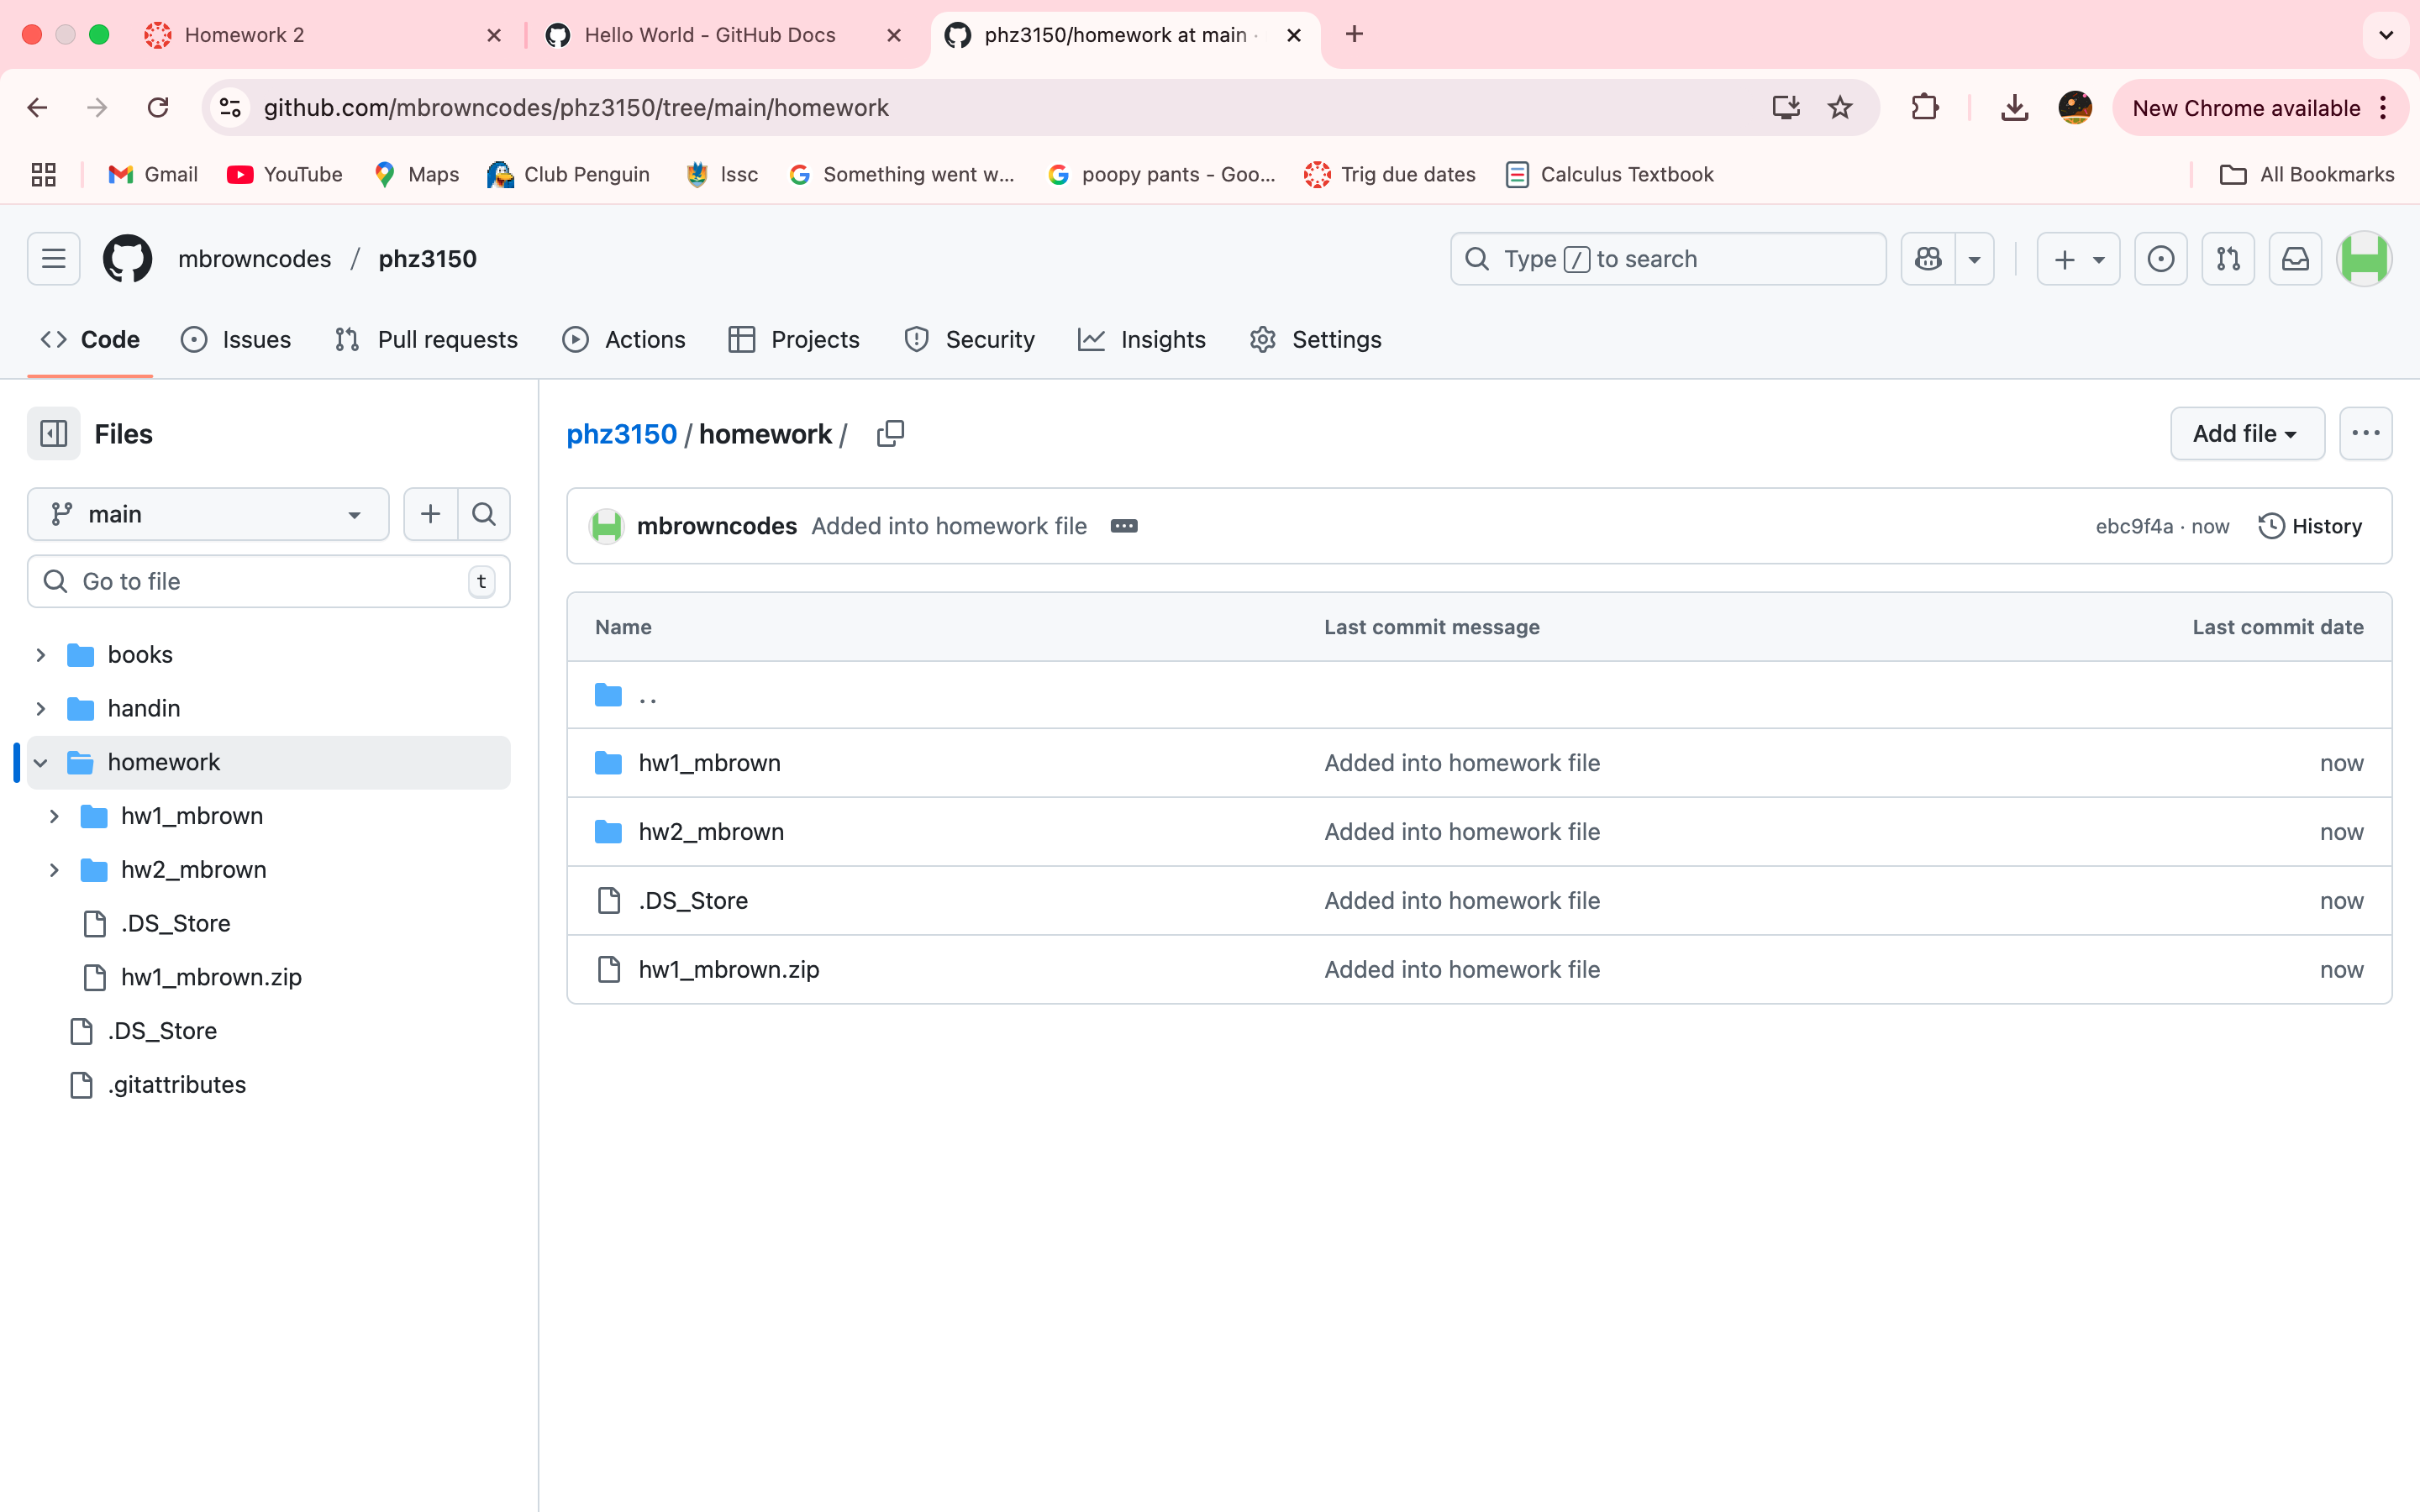 Homework 2
Hello World - GitHub Docs
phz3150/homework at main ·
github.com/mbrowncodes/phz3150/tree/main/homework
New Chrome available
Gmail
YouTube
Maps
Club Penguin
Issc
Something went w...
poopy pants - Goo...
Trig due dates
Calculus Textbook
All Bookmarks
mbrowncodes / phz3150
Type / to search
Code
Issues
Pull requests
Actions
Projects
Security
Insights
Settings
Files
main
Go to file
t
books
handin
homework
hw1_mbrown
hw2_mbrown
.DS_Store
hw1_mbrown.zip
.DS_Store
.gitattributes
phz3150 / homework /
Add file
mbrowncodes Added into homework file
ebc9f4a · now
History
Name Last commit message Last commit date
..
hw1_mbrown Added into homework file now
hw2_mbrown Added into homework file now
.DS_Store Added into homework file now
hw1_mbrown.zip Added into homework file now